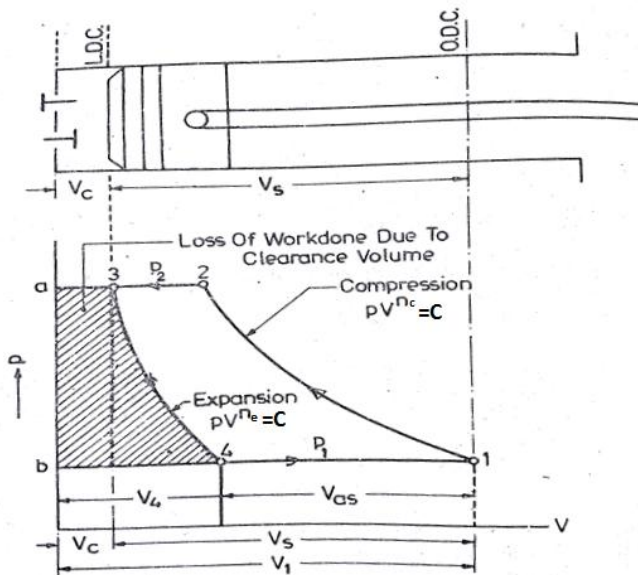 I.D.C.
O.D.C.
Vc
Vs
Loss Of Workdone Due To
Clearance Volume
a
3
P2
2
Compression
pV^nc=C
p
Expansion
pV^ne=C
b
4
P1
1
V4
Vas
V
Vc
Vs
V1